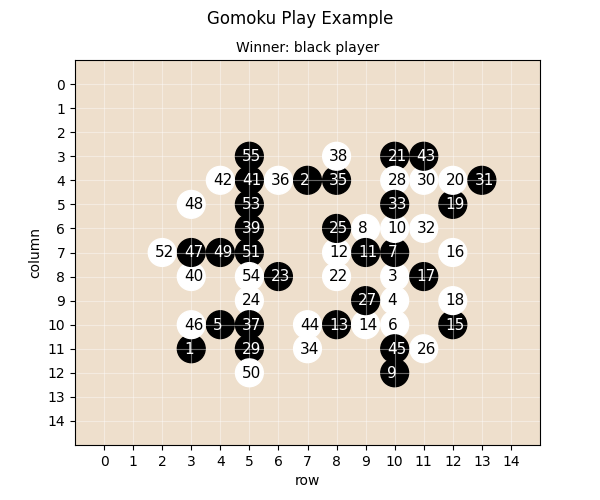 Gomoku Play Example
Winner: black player
0
1
2
3 55 38 21 43
4 42 41 36 2 35 28 30 20 31
5 48 53 33 19
6 39 25 8 10 32
7 52 47 49 51 12 11 7 16
8 40 54 23 22 3 17
9 24 27 4 18
10 46 5 37 44 13 14 6 15
11 1 29 34 45 26
12 50 9
13
14
column
0 1 2 3 4 5 6 7 8 9 10 11 12 13 14
row